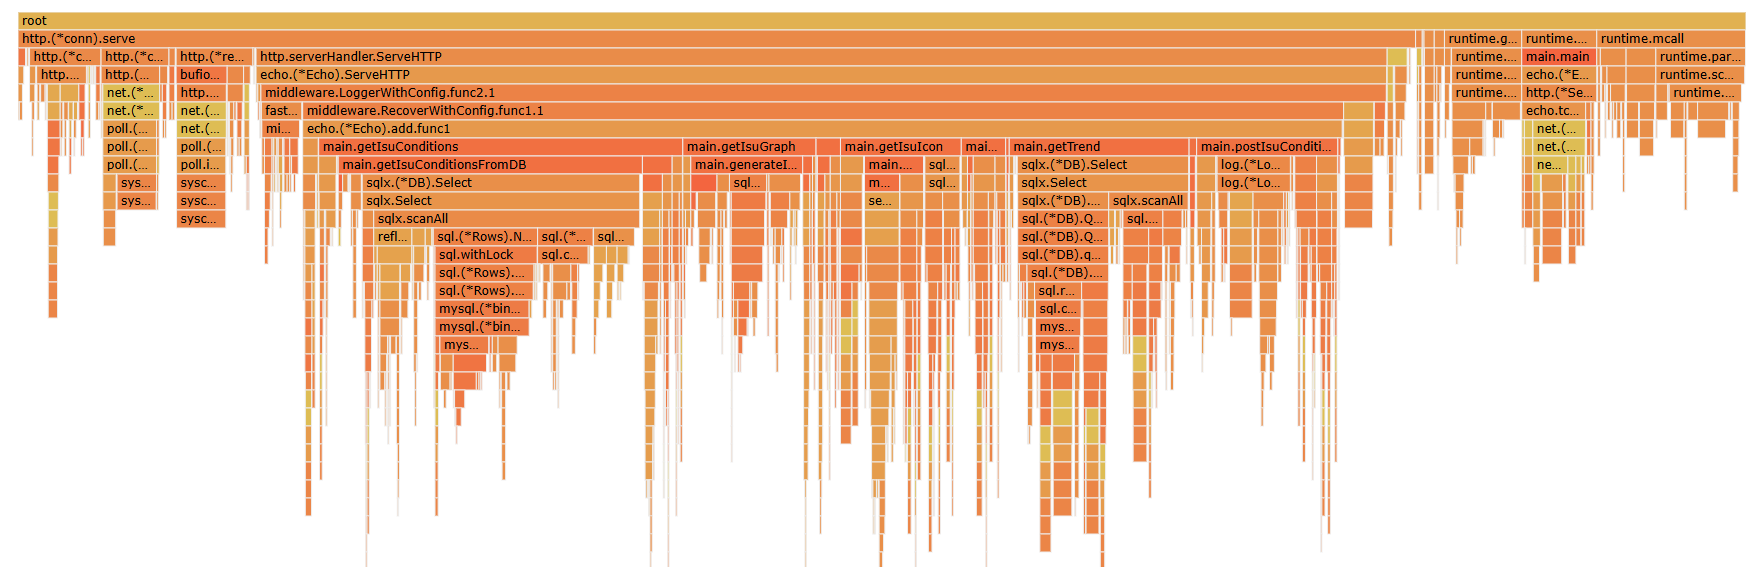 root
http.(*conn).serve runtime.g... runtime.... runtime.mcall
http.(*c... http.(*c... http.(*re... http.serverHandler.ServeHTTP runtime.... main.main runtime.par...
http.... http.(... bufio... echo.(*Echo).ServeHTTP runtime.... echo.(*E... runtime.sc...
net.(*... http.... middleware.LoggerWithConfig.func2.1 runtime.... http.(*Se... runtime....
net.(*... net.(... fast... middleware.RecoverWithConfig.func1.1 echo.tc...
poll.(... net.(... mi... echo.(*Echo).add.func1 net.(...
poll.(... poll.(... main.getIsuConditions main.getIsuGraph main.getIsuIcon mai... main.getTrend main.postIsuConditi... net.(...
poll.(... poll.i... main.getIsuConditionsFromDB main.generateI... main.... sql... sqlx.(*DB).Select log.(*Lo... ne...
sys... sysc... sqlx.(*DB).Select sql... m... sql... sqlx.Select log.(*Lo...
sys... sysc... sqlx.Select se... sqlx.(*DB).... sqlx.scanAll
sysc... sqlx.scanAll sql.(*DB).Q... sql....
refl... sql.(*Rows).N... sql.(*... sql... sql.(*DB).Q...
sql.withLock sql.c... sql.(*DB).q...
sql.(*Rows).... sql.(*DB)....
sql.(*Rows).... sql.r...
mysql.(*bin... sql.c...
mysql.(*bin... mys...
mys... mys...